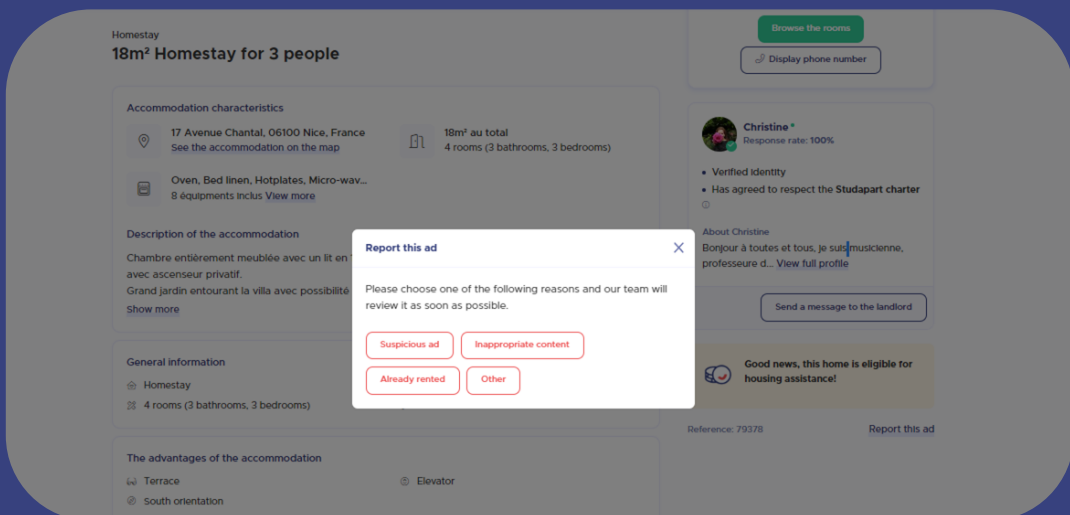 Homestay
18m² Homestay for 3 people
Accommodation characteristics
17 Avenue Chantal, 06100 Nice, France
See the accommodation on the map
18m² au total
4 rooms (3 bathrooms, 3 bedrooms)
Oven, Bed linen, Hotplates, Micro-wav...
8 équipments inclus View more
Description of the accommodation
Chambre entièrement meublée avec un lit en
avec ascenseur privatif.
Grand jardin entourant la villa avec possibilité
Show more
General information
Homestay
4 rooms (3 bathrooms, 3 bedrooms)
The advantages of the accommodation
Terrace
Elevator
South orientation
Report this ad
Please choose one of the following reasons and our team will
review it as soon as possible.
Suspicious ad
Inappropriate content
Already rented
Other
Browse the rooms
Display phone number
Christine
Response rate: 100%
Verified identity
Has agreed to respect the Studapart charter
About Christine
Bonjour à toutes et tous, je suis musicienne,
professeure d... View full profile
Send a message to the landlord
Good news, this home is eligible for
housing assistance!
Reference: 79378
Report this ad